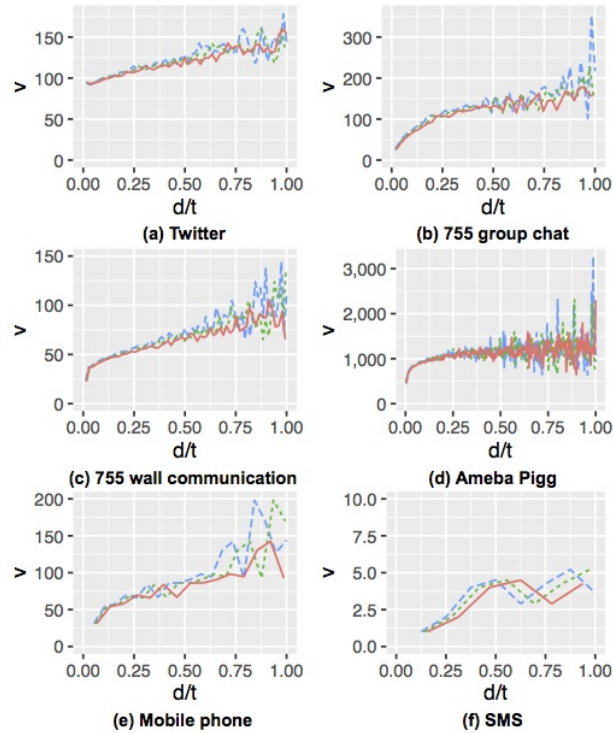 150
100
50
0
v
0.00 0.25 0.50 0.75 1.00
d/t
(a) Twitter
300
200
100
0
v
0.00 0.25 0.50 0.75 1.00
d/t
(b) 755 group chat
150
100
50
0
v
0.00 0.25 0.50 0.75 1.00
d/t
(c) 755 wall communication
3,000
2,000
1,000
0
v
0.00 0.25 0.50 0.75 1.00
d/t
(d) Ameba Pigg
200
150
100
50
0
v
0.00 0.25 0.50 0.75 1.00
d/t
(e) Mobile phone
10.0
7.5
5.0
2.5
0.0
v
0.00 0.25 0.50 0.75 1.00
d/t
(f) SMS